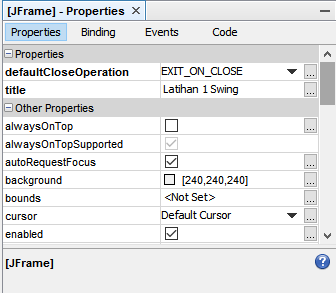 [JFrame] - Properties
Properties Binding Events Code
Properties
defaultCloseOperation EXIT_ON_CLOSE
title Latihan 1 Swing
Other Properties
alwaysOnTop
alwaysOnTopSupported
autoRequestFocus
background [240,240,240]
bounds <Not Set>
cursor Default Cursor
enabled
[JFrame]